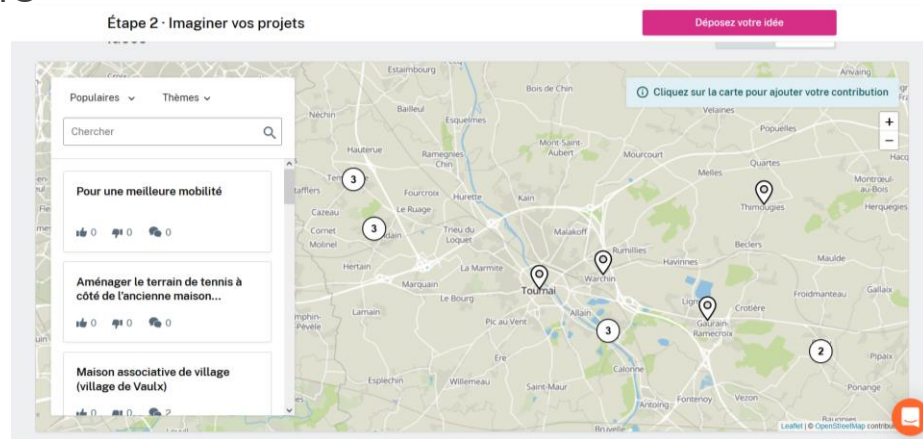 Étape 2 · Imaginer vos projets
Déposez votre idée
Populaires
Thèmes
Chercher
Cliquez sur la carte pour ajouter votre contribution
+
−
Pour une meilleure mobilité
0 0 0
Aménager le terrain de tennis à
côté de l'ancienne maison...
0 0 0
Maison associative de village
(village de Vaulx)
0 0 2
Estaimbourg
Bois de Chin
Anvaing
Néchin
Bailleul
Esquelmes
Velaines
Popuelles
Hauterue
Ramegnies
Chin
Mont-Saint-
Aubert
Mourcourt
Quartes
Melles
Montrœul-
au-Bois
3
Fourcroix
Hurette
Kain
Thimougies
Herquegies
Cazeau
Le Ruage
Cornet
Molinel
3
Trieu du
Loquet
Malakoff
Rumillies
Beclers
Hertain
La Marmite
Warchin
Havinnes
Maulde
Marquain
Tournai
Gallaix
Le Bourg
Froidmanteau
Lamain
Allain
Crotière
Pic au Vent
3
Gaurain
Ramecroix
2
Ere
Pipaix
Calonne
Esplechin
Willemeau
Saint-Maur
Ponange
Antoing
Fontenoy
Vezon
Bruyelle
Leaflet | © OpenStreetMap